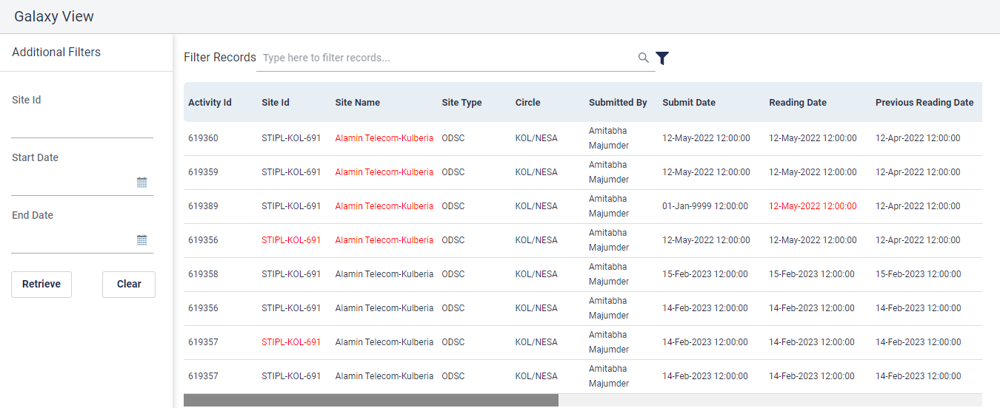 Galaxy View
Additional Filters
Site Id
Start Date
End Date
Retrieve Clear
Filter Records Type here to filter records...
Activity Id Site Id Site Name Site Type Circle Submitted By Submit Date Reading Date Previous Reading Date
619360 STIPL-KOL-691 Alamin Telecom-Kulberia ODSC KOL/NESA Amitabha Majumder 12-May-2022 12:00:00 12-May-2022 12:00:00 12-Apr-2022 12:00:00
619359 STIPL-KOL-691 Alamin Telecom-Kulberia ODSC KOL/NESA Amitabha Majumder 12-May-2022 12:00:00 12-May-2022 12:00:00 12-Apr-2022 12:00:00
619389 STIPL-KOL-691 Alamin Telecom-Kulberia ODSC KOL/NESA Amitabha Majumder 01-Jan-9999 12:00:00 12-May-2022 12:00:00 12-Apr-2022 12:00:00
619356 STIPL-KOL-691 Alamin Telecom-Kulberia ODSC KOL/NESA Amitabha Majumder 12-May-2022 12:00:00 12-May-2022 12:00:00 12-Apr-2022 12:00:00
619358 STIPL-KOL-691 Alamin Telecom-Kulberia ODSC KOL/NESA Amitabha Majumder 15-Feb-2023 12:00:00 15-Feb-2023 12:00:00 15-Feb-2023 12:00:00
619356 STIPL-KOL-691 Alamin Telecom-Kulberia ODSC KOL/NESA Amitabha Majumder 14-Feb-2023 12:00:00 14-Feb-2023 12:00:00 14-Feb-2023 12:00:00
619357 STIPL-KOL-691 Alamin Telecom-Kulberia ODSC KOL/NESA Amitabha Majumder 14-Feb-2023 12:00:00 14-Feb-2023 12:00:00 14-Feb-2023 12:00:00
619357 STIPL-KOL-691 Alamin Telecom-Kulberia ODSC KOL/NESA Amitabha Majumder 14-Feb-2023 12:00:00 14-Feb-2023 12:00:00 14-Feb-2023 12:00:00